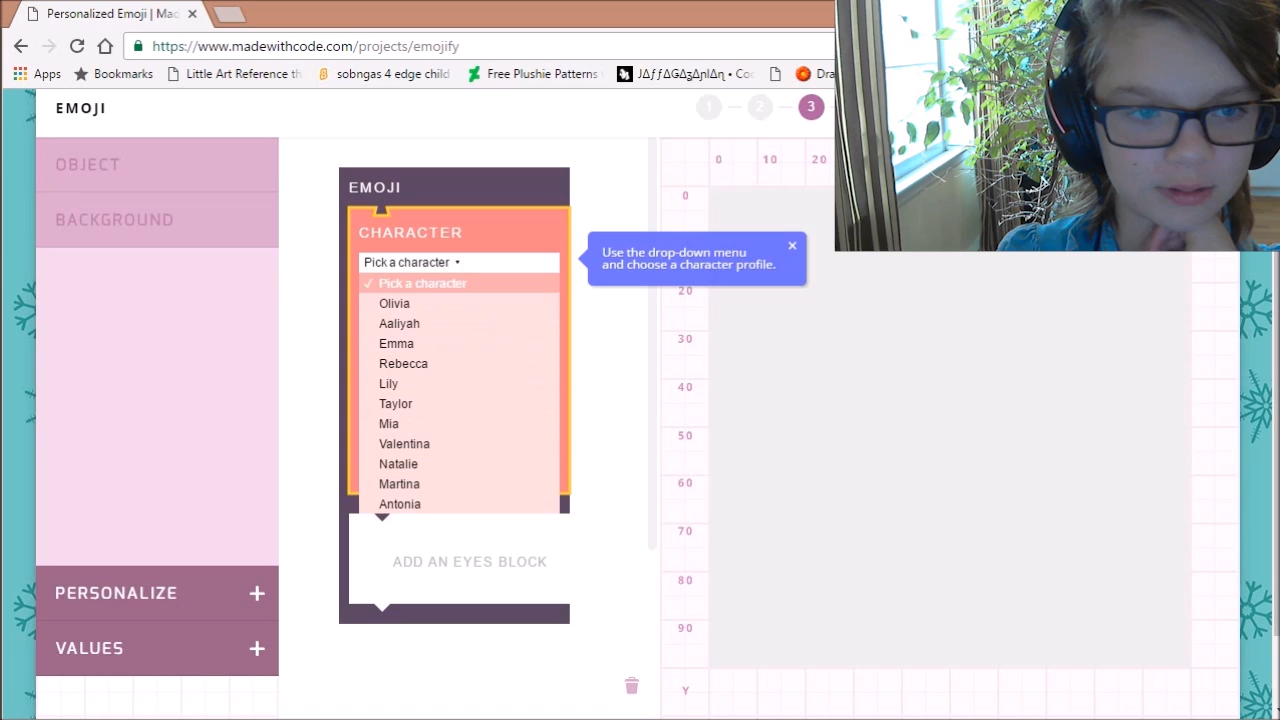 Personalized Emoji | Mad
https://www.madewithcode.com/projects/emojify
Apps
Bookmarks
Little Art Reference th
sobngas 4 edge child
Free Plushie Patterns
Dra
EMOJI
1
2
3
OBJECT
BACKGROUND
EMOJI
CHARACTER
Pick a character
Pick a character
Olivia
Aaliyah
Emma
Rebecca
Lily
Taylor
Mia
Valentina
Natalie
Martina
Antonia
ADD AN EYES BLOCK
Use the drop-down menu
and choose a character profile.
PERSONALIZE +
VALUES +
0 10 20
0
20
30
40
50
60
70
80
90
Y